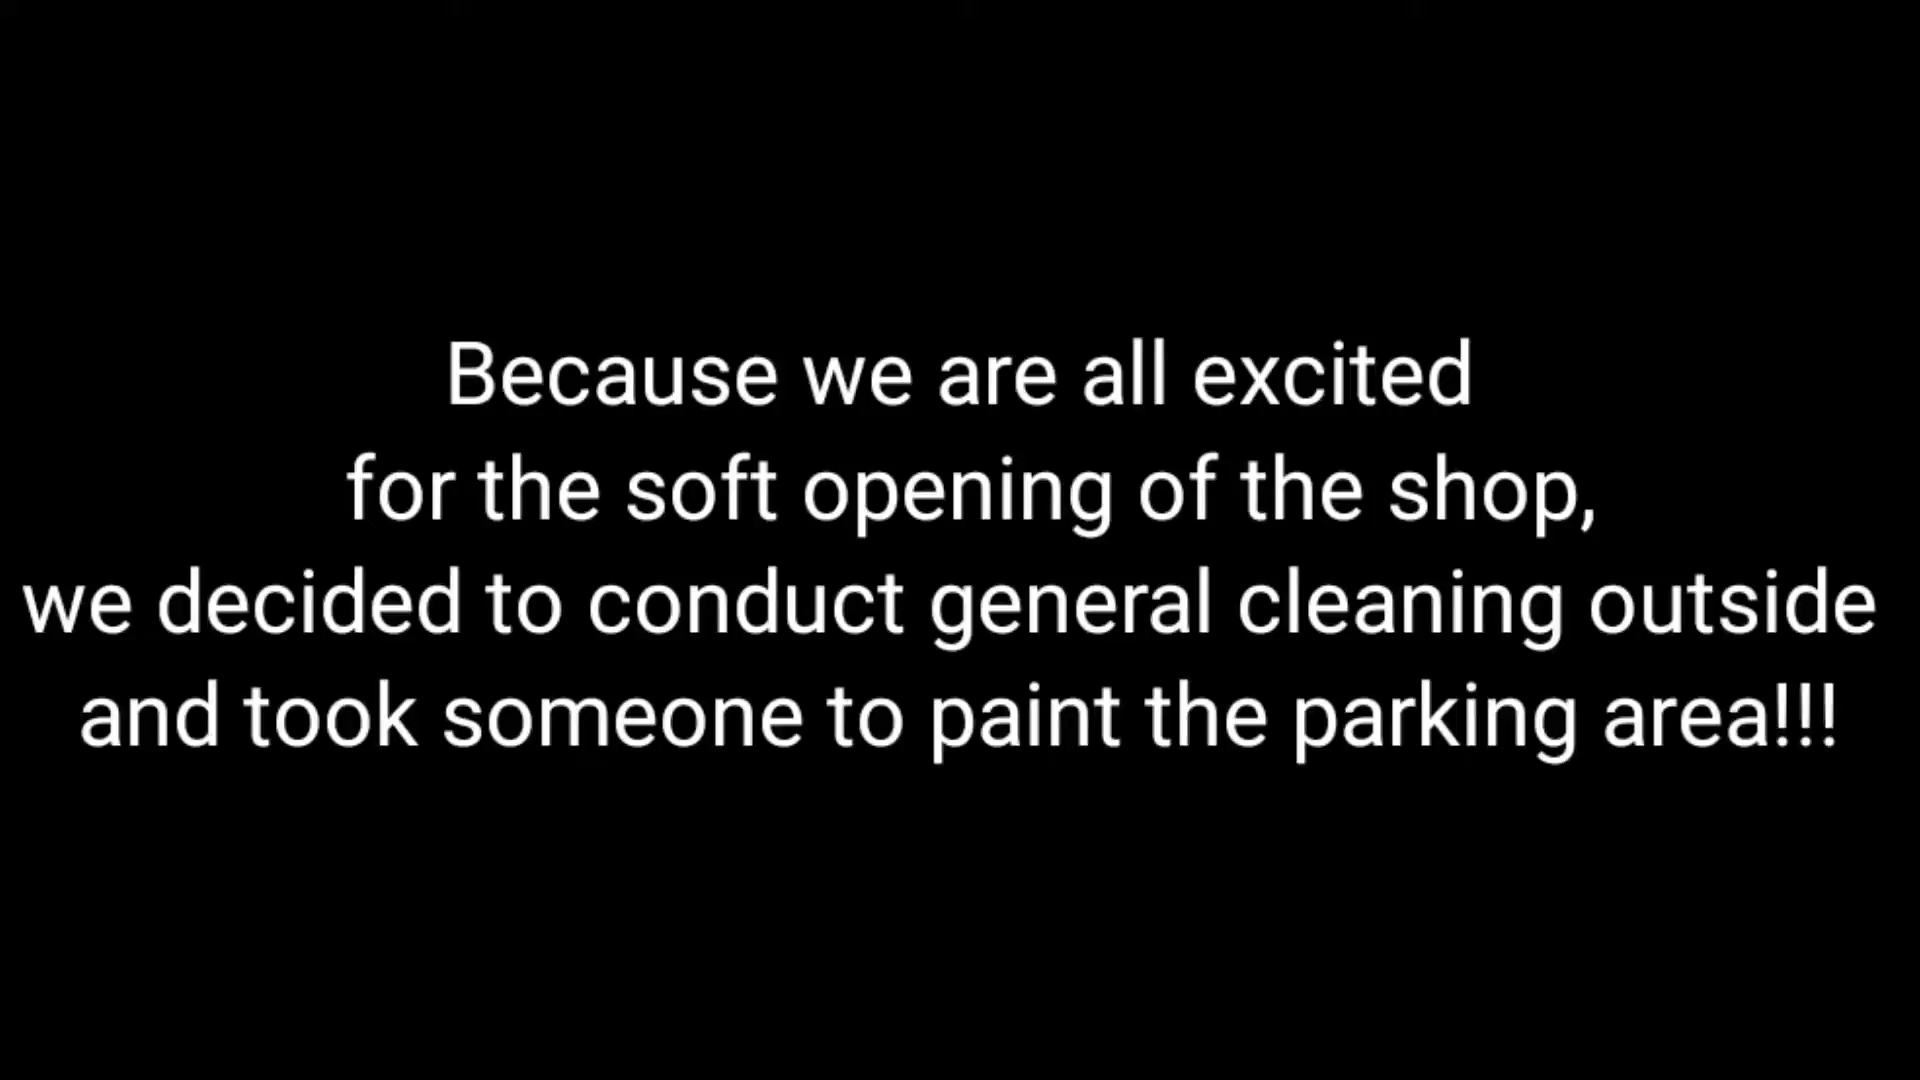 Because we are all excited
for the soft opening of the shop,
we decided to conduct general cleaning outside
and took someone to paint the parking area!!!